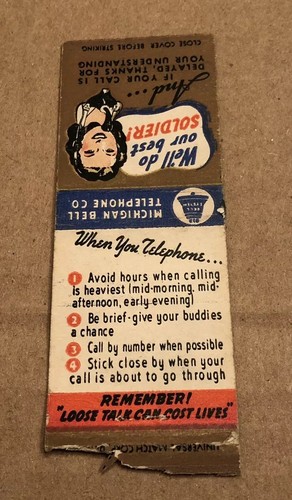 CLOSE COVER BEFORE STRIKING
And...
IF YOUR CALL IS
DELAYED, THANKS FOR
YOUR UNDERSTANDING
We'll do
our best
SOLDIER!
MICHIGAN BELL
TELEPHONE CO
BELL
SYSTEM
When You Telephone...
1 Avoid hours when calling
is heaviest (mid-morning, mid-
afternoon, early evening)
2 Be brief-give your buddies
a chance
3 Call by number when possible
4 Stick close by when your
call is about to go through
REMEMBER!
"LOOSE TALK CAN COST LIVES"
UNIVERSAL MATCH CORP.